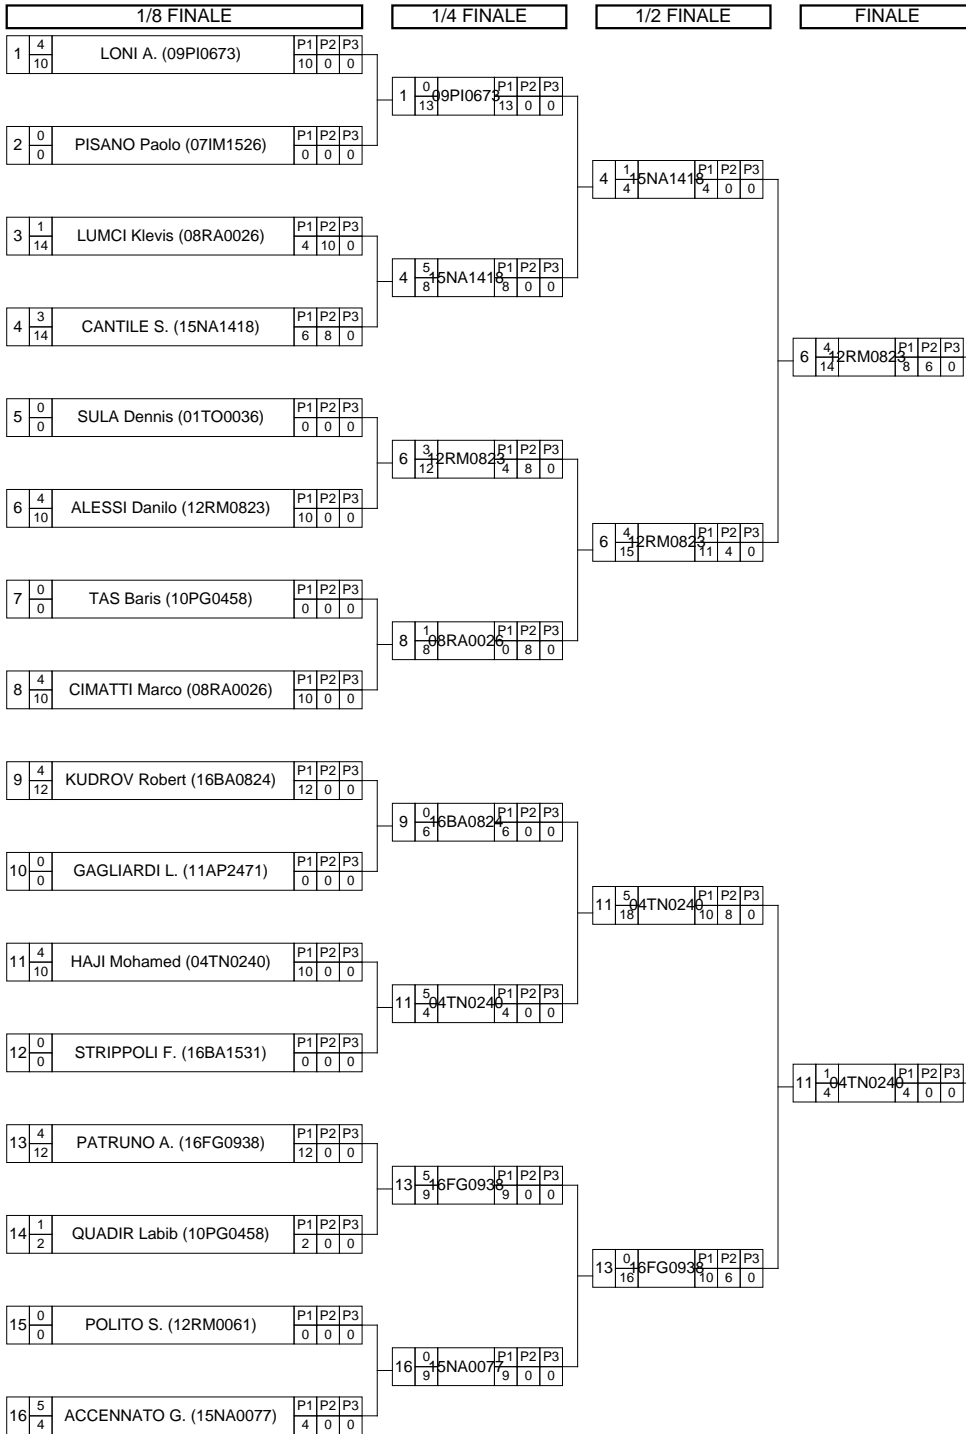 1/8 FINALE 1/4 FINALE 1/2 FINALE FINALE
1 4 10 LONI A. (09PI0673) P1 P2 P3 10 0 0
1 0 13 09PI0673 P1 P2 P3 13 0 0
2 0 0 PISANO Paolo (07IM1526) P1 P2 P3 0 0 0
4 1 4 15NA1418 P1 P2 P3 4 0 0
3 1 14 LUMCI Klevis (08RA0026) P1 P2 P3 4 10 0
4 5 8 15NA1418 P1 P2 P3 8 0 0
4 3 14 CANTILE S. (15NA1418) P1 P2 P3 6 8 0
6 4 14 12RM0823 P1 P2 P3 8 6 0
5 0 0 SULA Dennis (01TO0036) P1 P2 P3 0 0 0
6 3 12 12RM0823 P1 P2 P3 4 8 0
6 4 10 ALESSI Danilo (12RM0823) P1 P2 P3 10 0 0
6 4 15 12RM0823 P1 P2 P3 11 4 0
7 0 0 TAS Baris (10PG0458) P1 P2 P3 0 0 0
8 1 8 08RA0026 P1 P2 P3 0 8 0
8 4 10 CIMATTI Marco (08RA0026) P1 P2 P3 10 0 0
9 4 12 KUDROV Robert (16BA0824) P1 P2 P3 12 0 0
9 0 6 16BA0824 P1 P2 P3 6 0 0
10 0 0 GAGLIARDI L. (11AP2471) P1 P2 P3 0 0 0
11 5 18 04TN0240 P1 P2 P3 10 8 0
11 4 10 HAJI Mohamed (04TN0240) P1 P2 P3 10 0 0
11 5 4 04TN0240 P1 P2 P3 4 0 0
12 0 0 STRIPPOLI F. (16BA1531) P1 P2 P3 0 0 0
11 1 4 04TN0240 P1 P2 P3 4 0 0
13 4 12 PATRUNO A. (16FG0938) P1 P2 P3 12 0 0
13 5 9 16FG0938 P1 P2 P3 9 0 0
14 1 2 QUADIR Labib (10PG0458) P1 P2 P3 2 0 0
13 0 16 16FG0938 P1 P2 P3 10 6 0
15 0 0 POLITO S. (12RM0061) P1 P2 P3 0 0 0
16 0 9 15NA0077 P1 P2 P3 9 0 0
16 5 4 ACCENNATO G. (15NA0077) P1 P2 P3 4 0 0